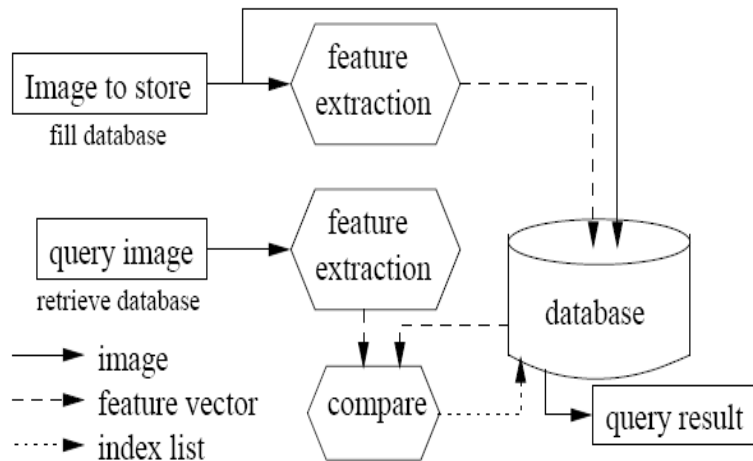 Image to store
fill database
feature
extraction
query image
retrieve database
feature
extraction
database
compare
query result
image
feature vector
index list